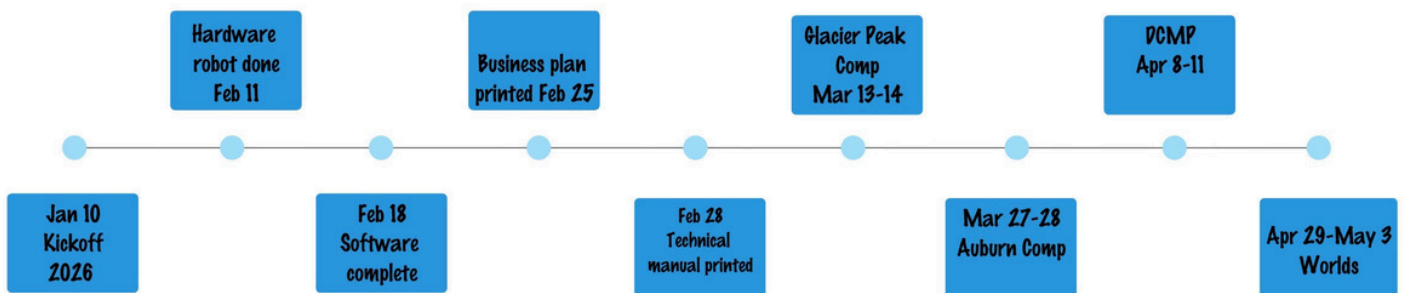 Jan 10
Kickoff
2026
Hardware
robot done
Feb 11
Feb 18
Software
complete
Business plan
printed Feb 25
Feb 28
Technical
manual printed
Glacier Peak
Comp
Mar 13-14
Mar 27-28
Auburn Comp
DCMP
Apr 8-11
Apr 29-May 3
Worlds